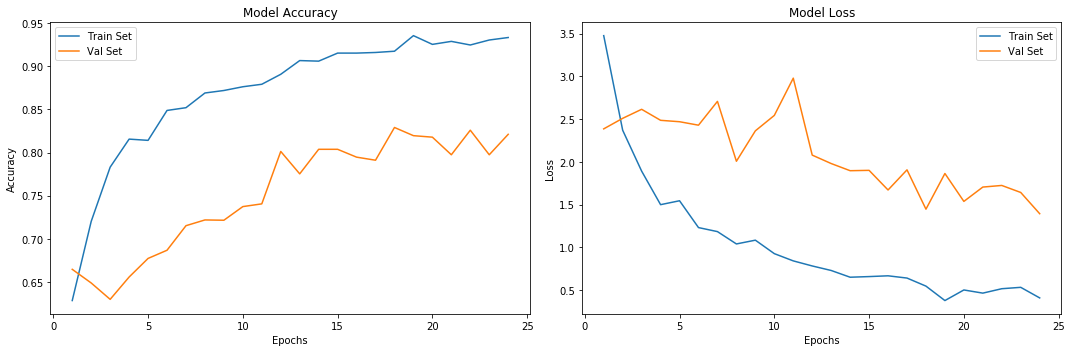 Model Accuracy
Train Set
Val Set
0.95
0.90
0.85
0.80
0.75
0.70
0.65
Accuracy
0
5
10
15
20
25
Epochs
Model Loss
Train Set
Val Set
3.5
3.0
2.5
2.0
1.5
1.0
0.5
Loss
0
5
10
15
20
25
Epochs